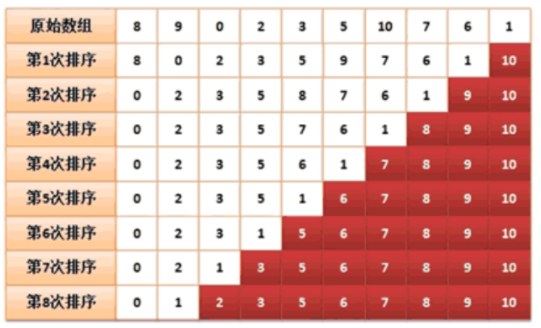 原始数组 8 9 0 2 3 5 10 7 6 1
第1次排序 8 0 2 3 5 9 7 6 1 10
第2次排序 0 2 3 5 8 7 6 1 9 10
第3次排序 0 2 3 5 7 6 1 8 9 10
第4次排序 0 2 3 5 6 1 7 8 9 10
第5次排序 0 2 3 5 1 6 7 8 9 10
第6次排序 0 2 3 1 5 6 7 8 9 10
第7次排序 0 2 1 3 5 6 7 8 9 10
第8次排序 0 1 2 3 5 6 7 8 9 10